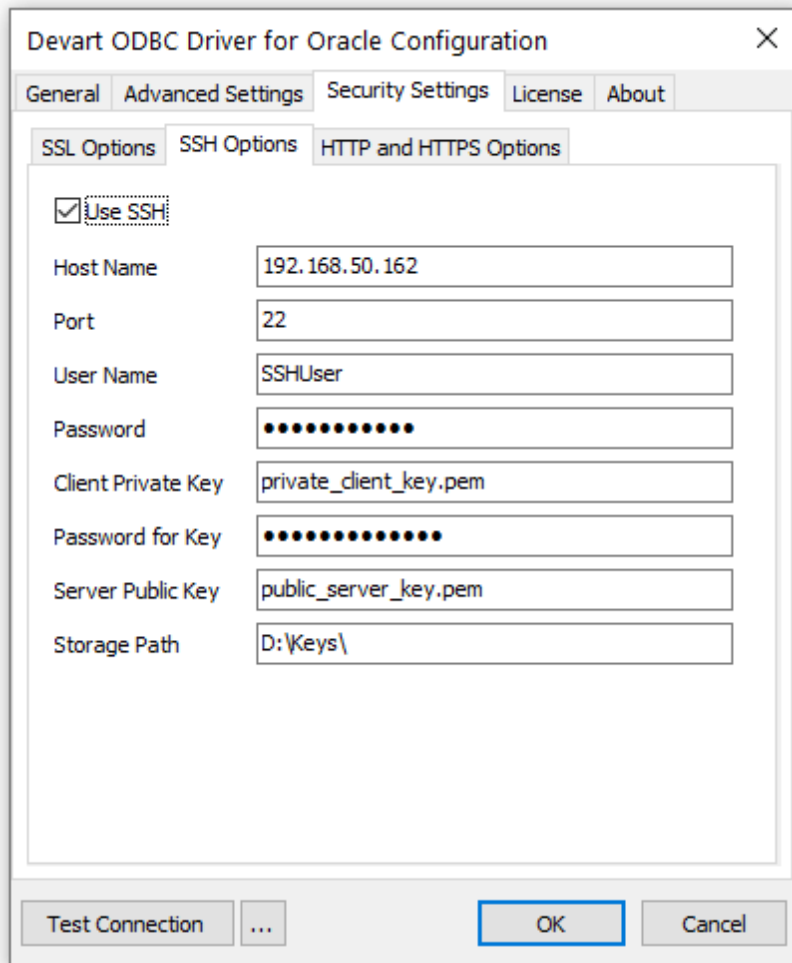 Devart ODBC Driver for Oracle Configuration
General Advanced Settings Security Settings License About
SSL Options SSH Options HTTP and HTTPS Options
Use SSH
Host Name 192.168.50.162
Port 22
User Name SSHUser
Password ●●●●●●●●●●●
Client Private Key private_client_key.pem
Password for Key ●●●●●●●●●●●●●
Server Public Key public_server_key.pem
Storage Path D:\Keys\
Test Connection ... OK Cancel